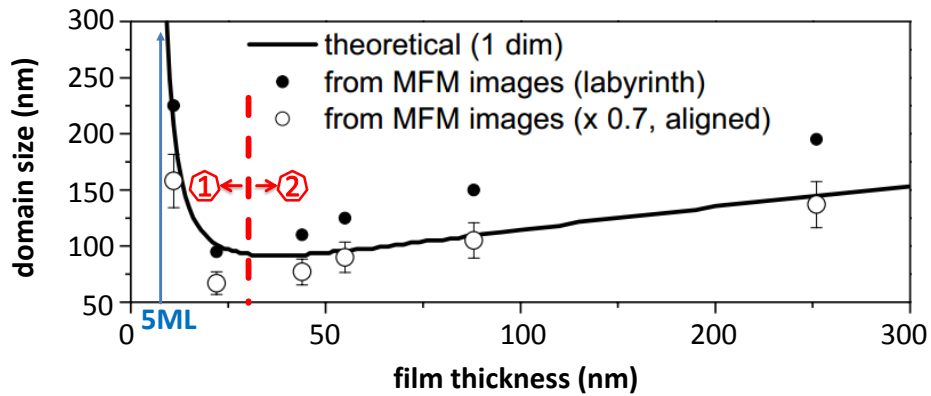 300
250
200
150
100
50
domain size (nm)
theoretical (1 dim)
from MFM images (labyrinth)
from MFM images (x 0.7, aligned)
1
2
5ML
0
50
100
200
300
film thickness (nm)